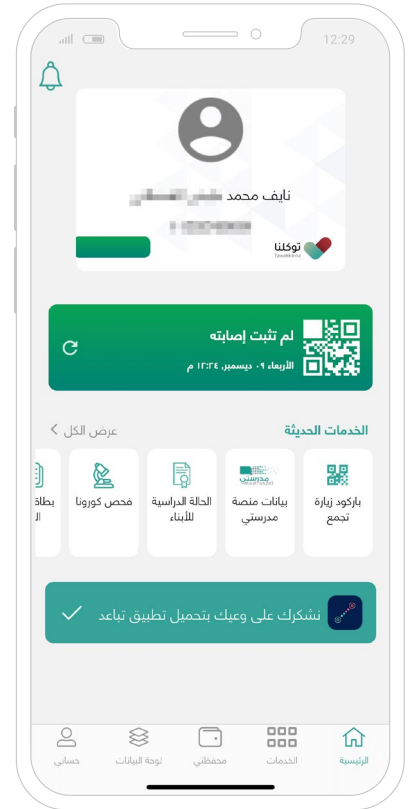 12:29
نايف محمد
توكلنا
Tawakkalna
لم تثبت إصابته
الأربعاء ٠٩ ديسمبر, ١٢:٢٤ م
الخدمات الحديثة
عرض الكل
باركود زيارة تجمع
بيانات منصة مدرستي
الحالة الدراسية للأبناء
فحص كورونا
نشكرك على وعيك بتحميل تطبيق تباعد
الرئيسية
الخدمات
محفظتي
لوحة البيانات
حسابي